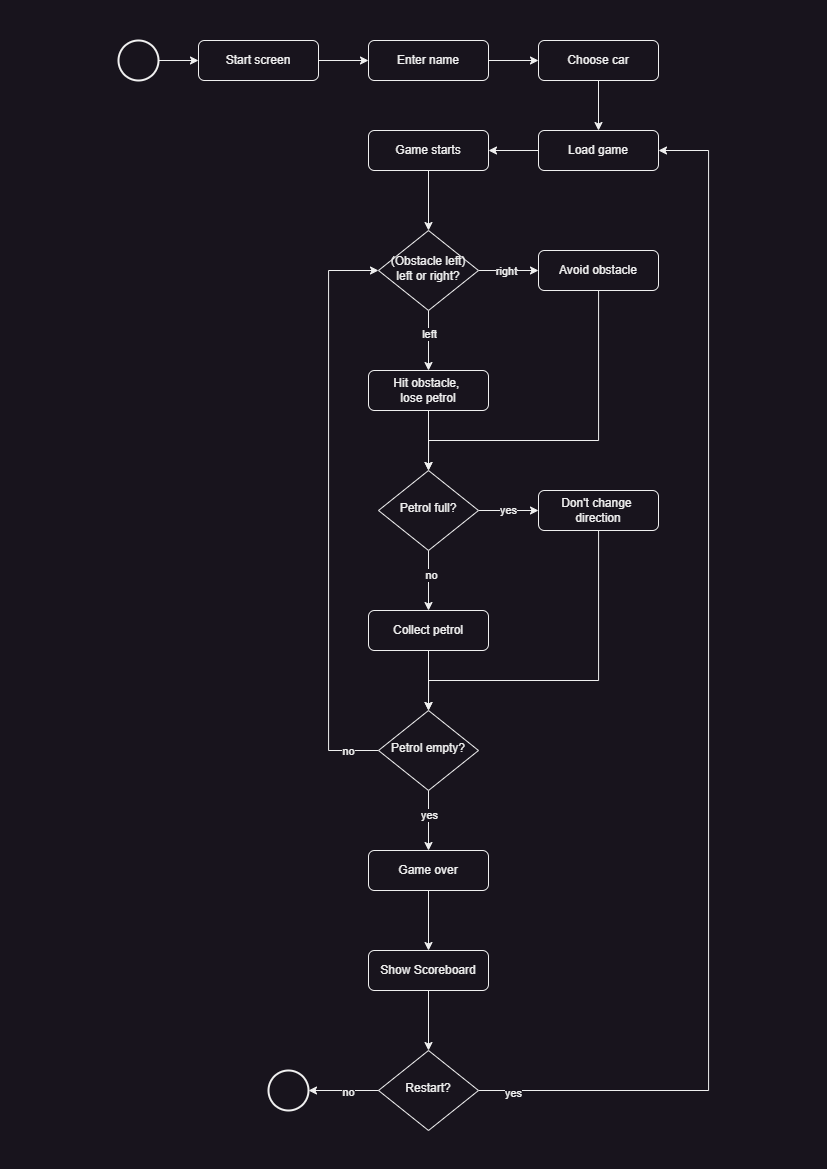 Start screen
Enter name
Choose car
Game starts
Load game
(Obstacle left)
left or right?
right
Avoid obstacle
left
Hit obstacle,
lose petrol
Petrol full?
yes
Don't change
direction
no
Collect petrol
Petrol empty?
no
yes
Game over
Show Scoreboard
Restart?
no
yes